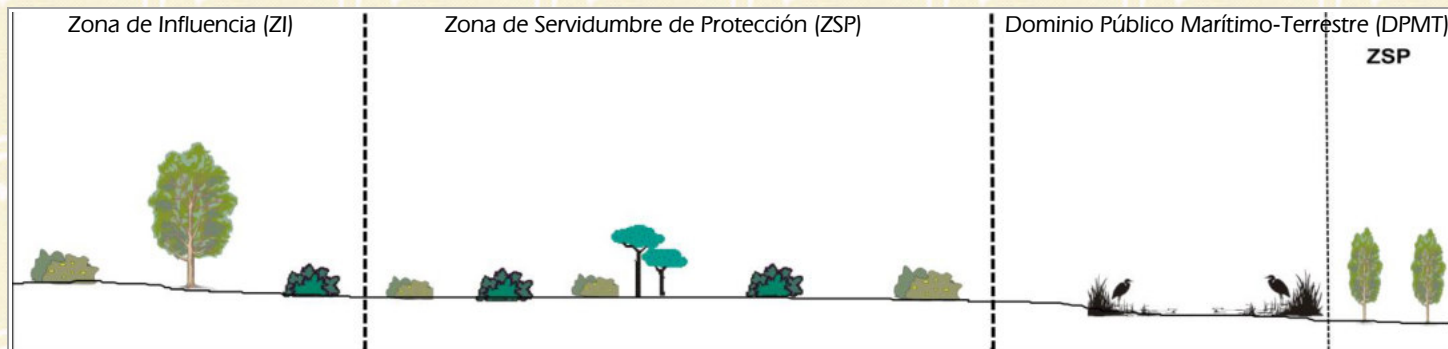 Zona de Influencia (ZI)
Zona de Servidumbre de Protección (ZSP)
Dominio Público Marítimo-Terrestre (DPMT)
ZSP